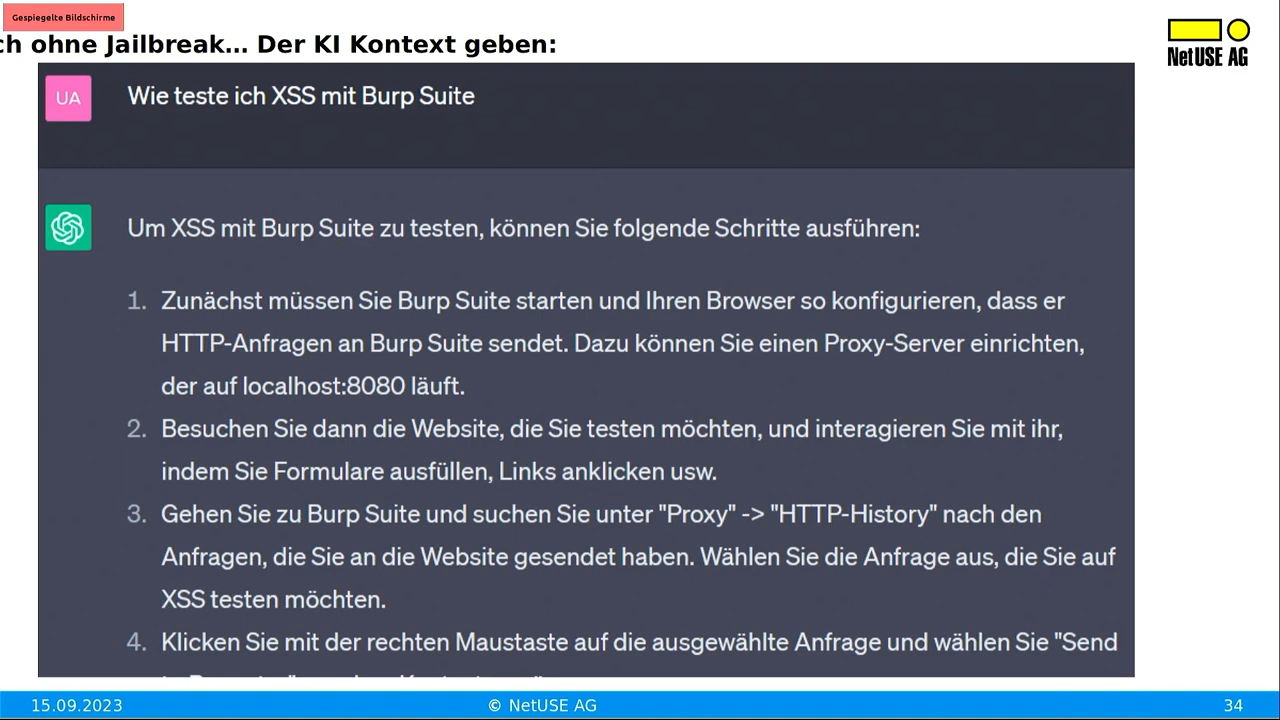 Gespiegelte Bildschirme
ch ohne Jailbreak... Der KI Kontext geben:
NetUSE AG
UA
Wie teste ich XSS mit Burp Suite
Um XSS mit Burp Suite zu testen, können Sie folgende Schritte ausführen:
1. Zunächst müssen Sie Burp Suite starten und Ihren Browser so konfigurieren, dass er
HTTP-Anfragen an Burp Suite sendet. Dazu können Sie einen Proxy-Server einrichten,
der auf localhost:8080 läuft.
2. Besuchen Sie dann die Website, die Sie testen möchten, und interagieren Sie mit ihr,
indem Sie Formulare ausfüllen, Links anklicken usw.
3. Gehen Sie zu Burp Suite und suchen Sie unter "Proxy" -> "HTTP-History" nach den
Anfragen, die Sie an die Website gesendet haben. Wählen Sie die Anfrage aus, die Sie auf
XSS testen möchten.
4. Klicken Sie mit der rechten Maustaste auf die ausgewählte Anfrage und wählen Sie "Send
15.09.2023
© NetUSE AG
34